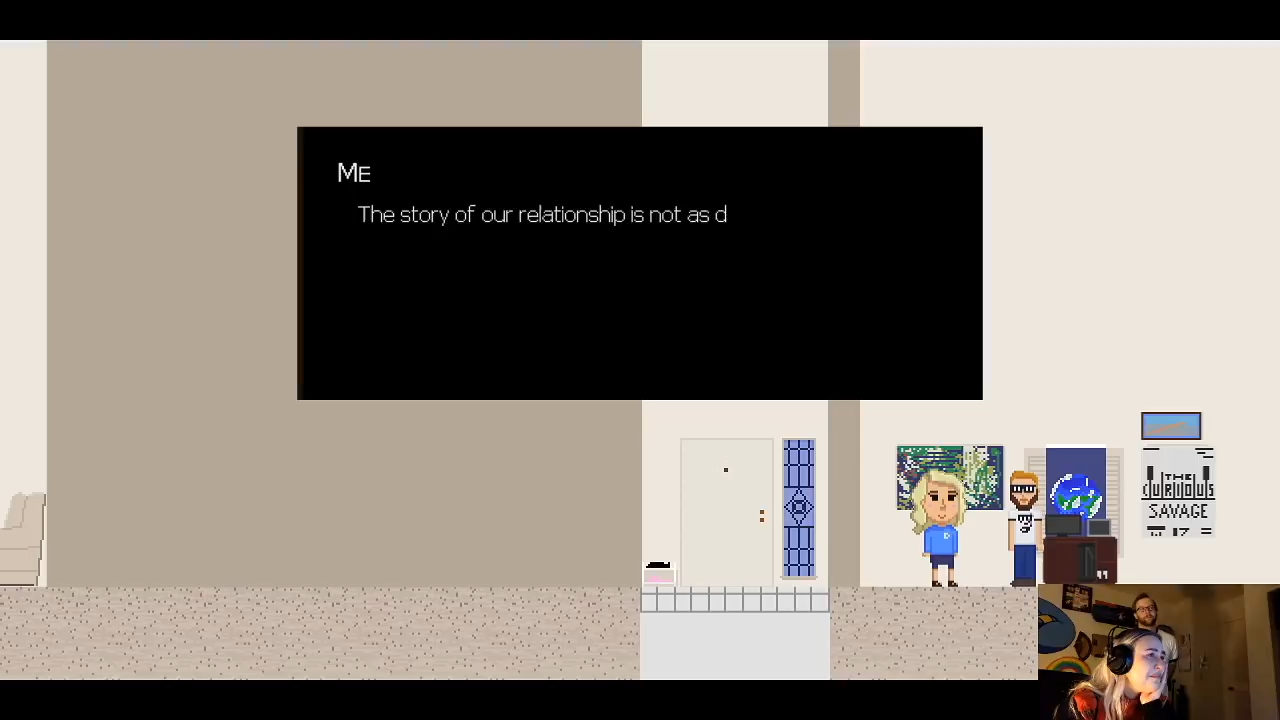 ME
The story of our relationship is not as d
THE
CURIOUS
SAVAGE